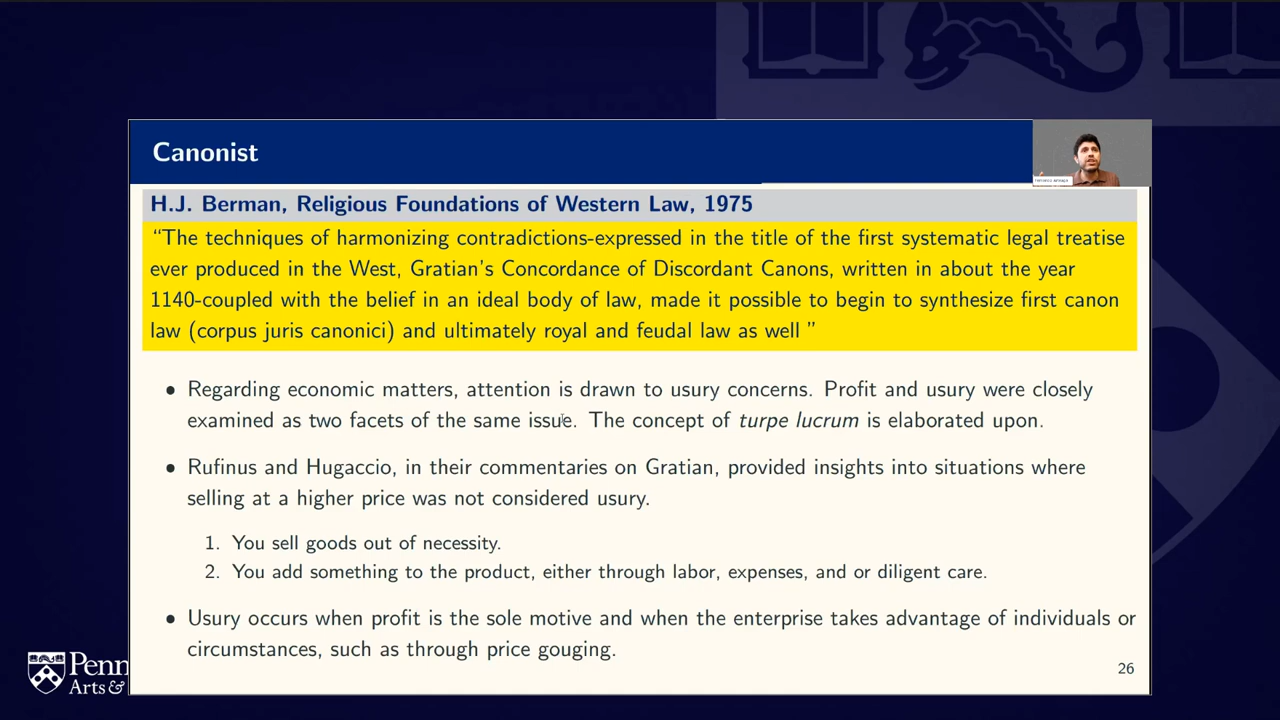 Canonist
H.J. Berman, Religious Foundations of Western Law, 1975
“The techniques of harmonizing contradictions-expressed in the title of the first systematic legal treatise
ever produced in the West, Gratian's Concordance of Discordant Canons, written in about the year
1140-coupled with the belief in an ideal body of law, made it possible to begin to synthesize first canon
law (corpus juris canonici) and ultimately royal and feudal law as well ”
• Regarding economic matters, attention is drawn to usury concerns. Profit and usury were closely
examined as two facets of the same issue. The concept of turpe lucrum is elaborated upon.
• Rufinus and Hugaccio, in their commentaries on Gratian, provided insights into situations where
selling at a higher price was not considered usury.
1. You sell goods out of necessity.
2. You add something to the product, either through labor, expenses, and or diligent care.
• Usury occurs when profit is the sole motive and when the enterprise takes advantage of individuals or
circumstances, such as through price gouging.
26
Penn
Arts &